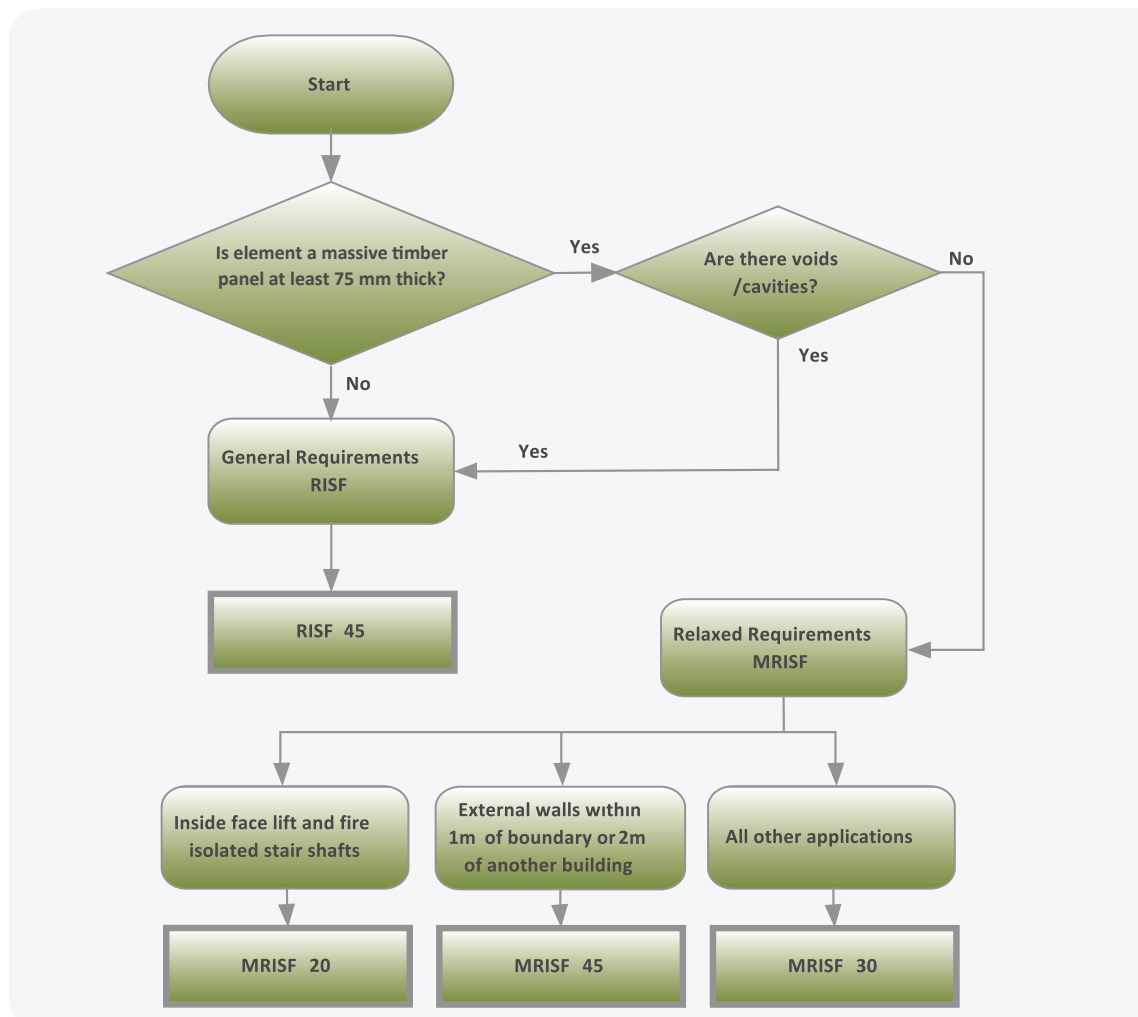 Start
Is element a massive timber
panel at least 75 mm thick?
Yes
Are there voids
/cavities?
No
Yes
No
General Requirements
RISF
Yes
RISF 45
Relaxed Requirements
MRISF
Inside face lift and fire
isolated stair shafts
External walls within
1m of boundary or 2m
of another building
All other applications
MRISF 20
MRISF 45
MRISF 30